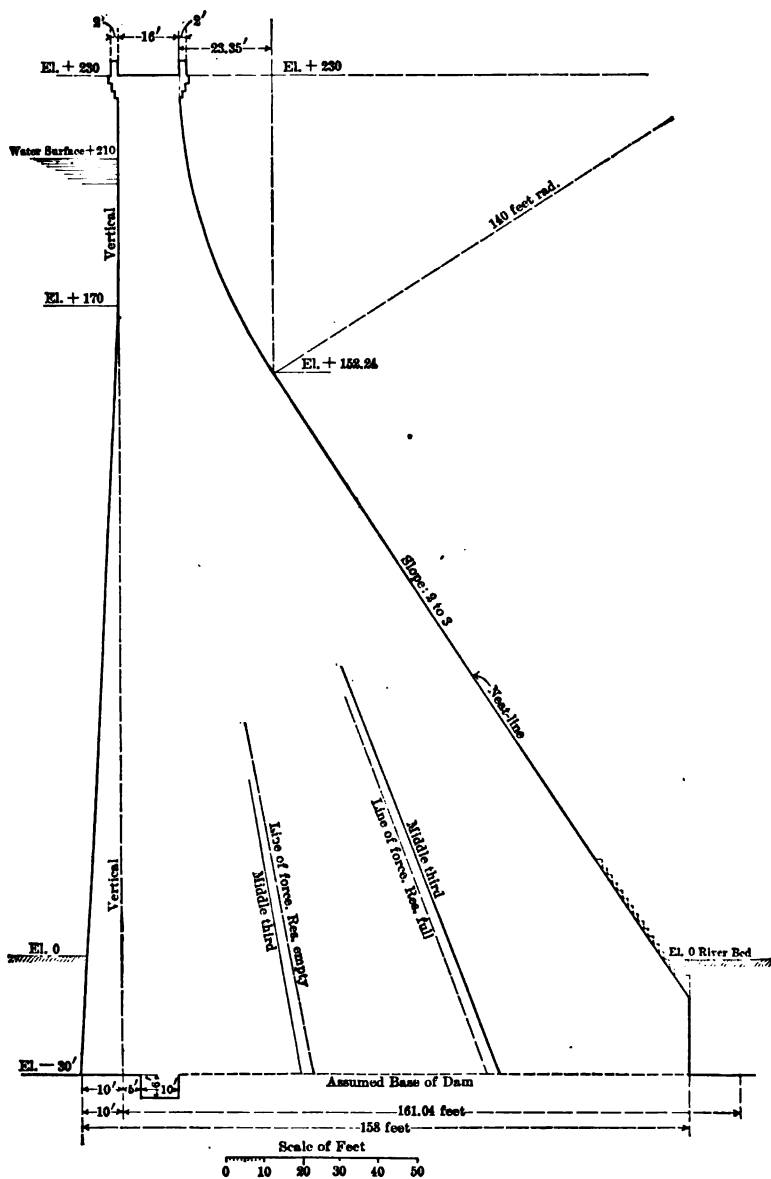 2'
16'
2'
23.35'
El. + 230
El. + 230
Water Surface + 210
140 feet rad.
Vertical
El. + 170
El. + 152.24
Slope: 2 to 3
Neat-line
Middle third
Line of force. Res. full
Line of force. Res. empty
Middle third
Vertical
El. 0
El. 0 River Bed
El. — 30'
Assumed Base of Dam
10'
5'
10'
10'
161.04 feet
158 feet
Scale of Feet
0 10 20 30 40 50